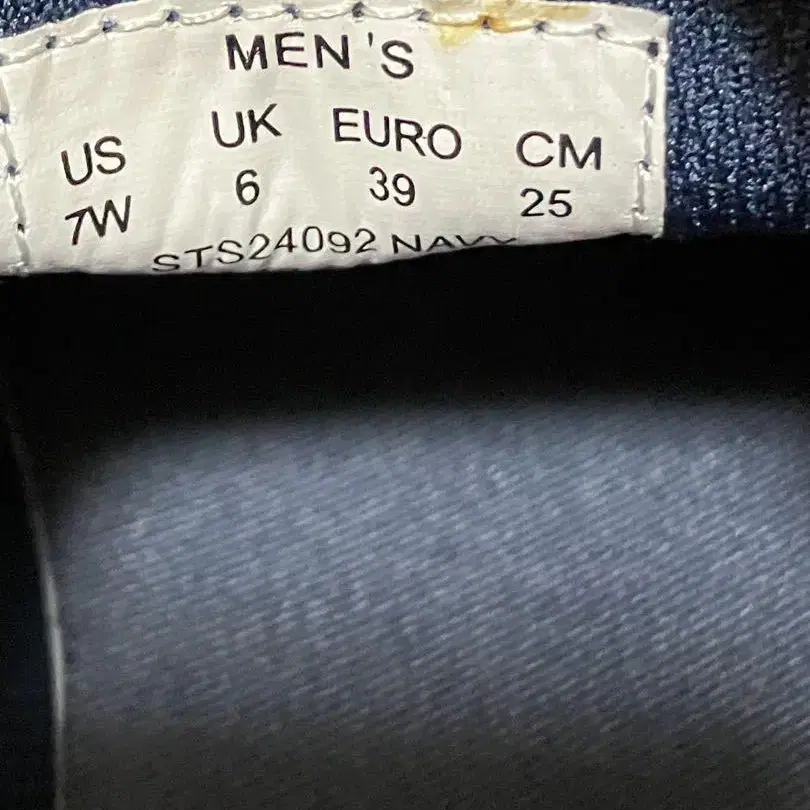 MEN'S
US UK EURO CM
7W 6 39 25
STS24092 NAVY